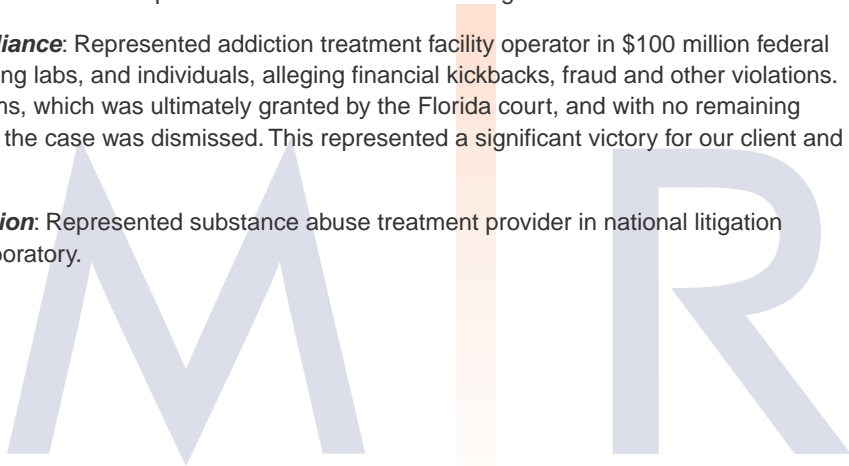 liance: Represented addiction treatment facility operator in $100 million federal
ing labs, and individuals, alleging financial kickbacks, fraud and other violations.
ns, which was ultimately granted by the Florida court, and with no remaining
the case was dismissed. This represented a significant victory for our client and
ion: Represented substance abuse treatment provider in national litigation
boratory.
M R